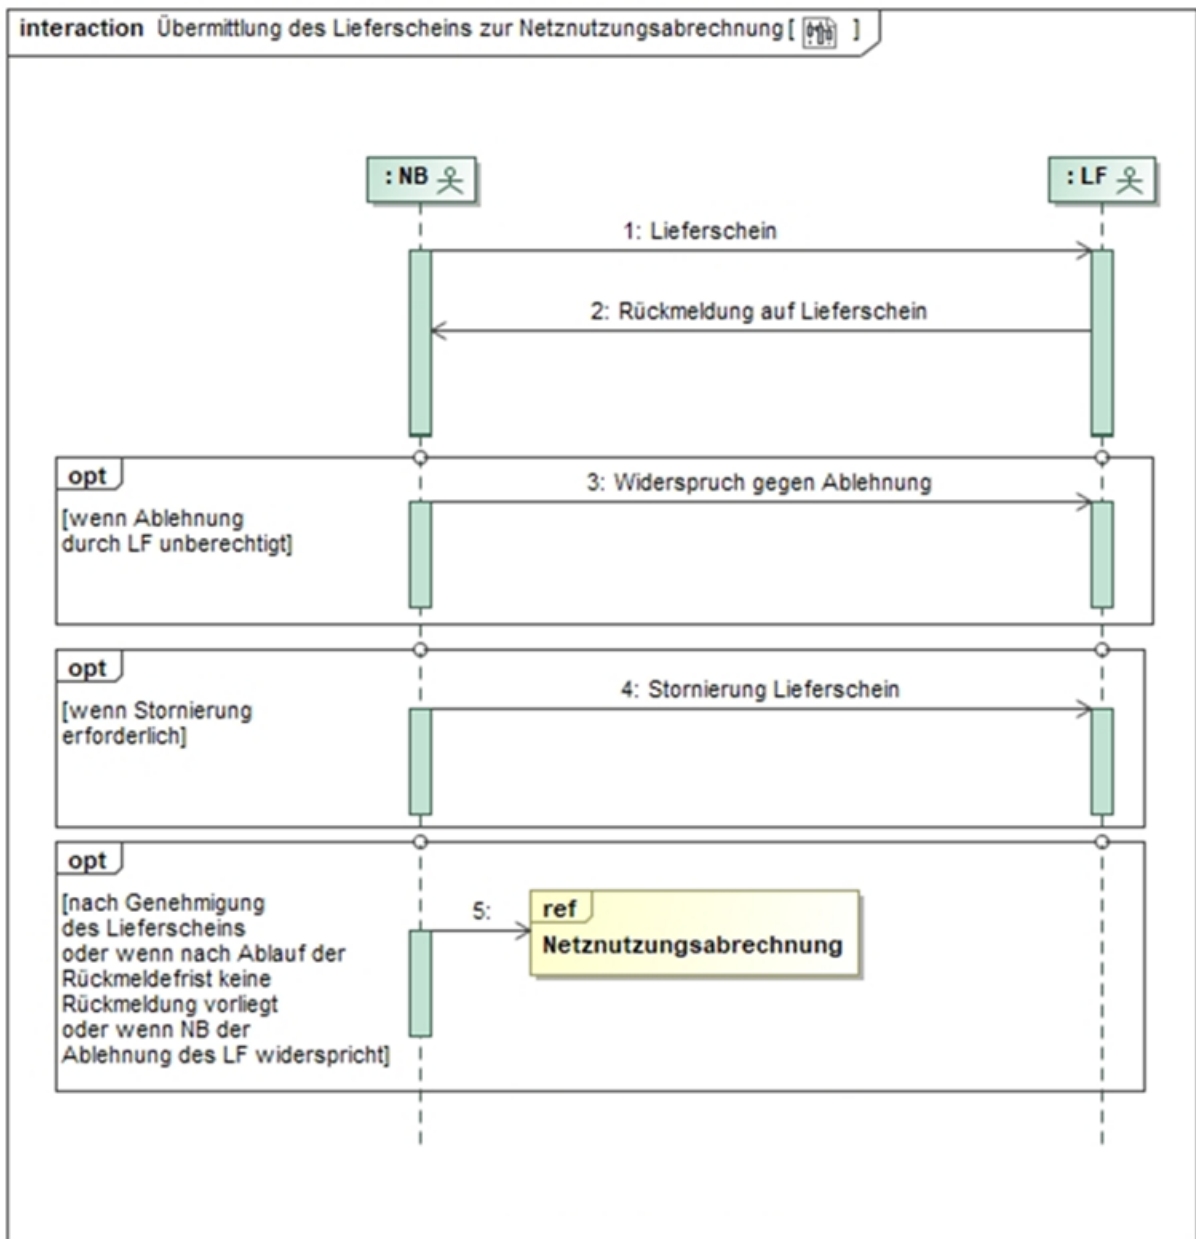 interaction Übermittlung des Lieferscheins zur Netznutzungsabrechnung [ ]
: NB
: LF
1: Lieferschein
2: Rückmeldung auf Lieferschein
opt
3: Widerspruch gegen Ablehnung
[wenn Ablehnung
durch LF unberechtigt]
opt
4: Stornierung Lieferschein
[wenn Stornierung
erforderlich]
opt
[nach Genehmigung
des Lieferscheins
oder wenn nach Ablauf der
Rückmeldefrist keine
Rückmeldung vorliegt
oder wenn NB der
Ablehnung des LF widerspricht]
5:
ref
Netznutzungsabrechnung